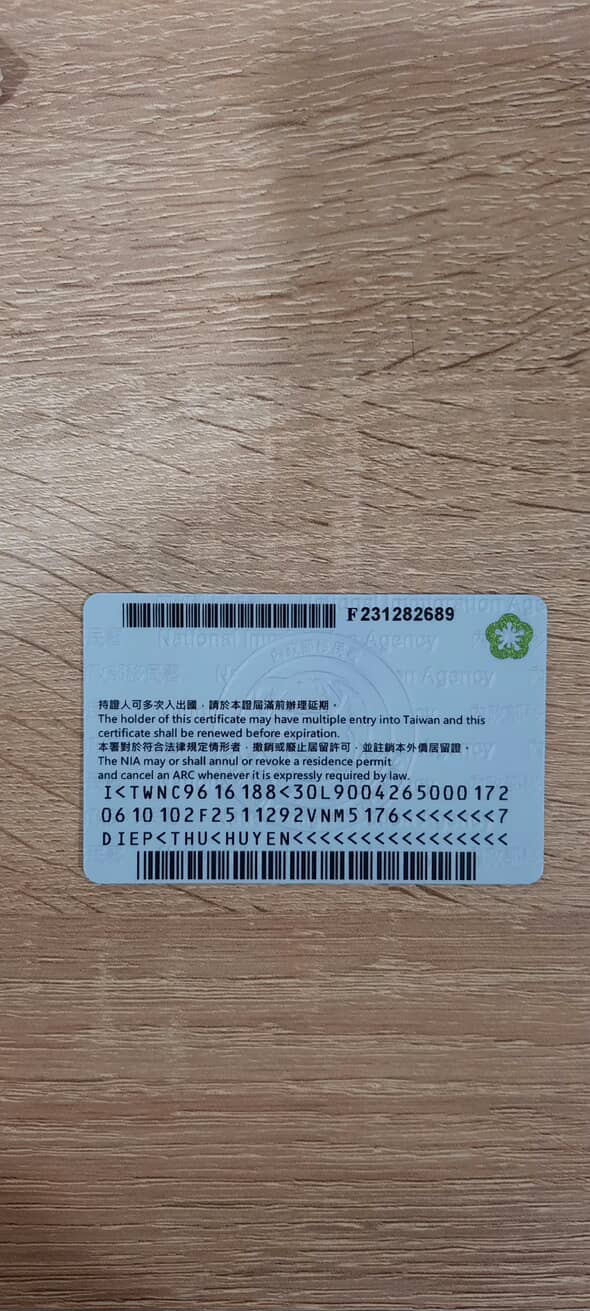 F231282689
National Immigration Agency
持證人可多次入出國，請於本證屆滿前辦理延期。
The holder of this certificate may have multiple entry into Taiwan and this
certificate shall be renewed before expiration.
本署對於符合法律規定情形者，撤銷或廢止居留許可，並註銷本外僑居留證。
The NIA may or shall annul or revoke a residence permit
and cancel an ARC whenever it is expressly required by law.
I<TWNC9616188<30L9004265000172
0610102F2511292VNM5176<<<<<<<7
DIEP<THU<HUYEN<<<<<<<<<<<<<<<<